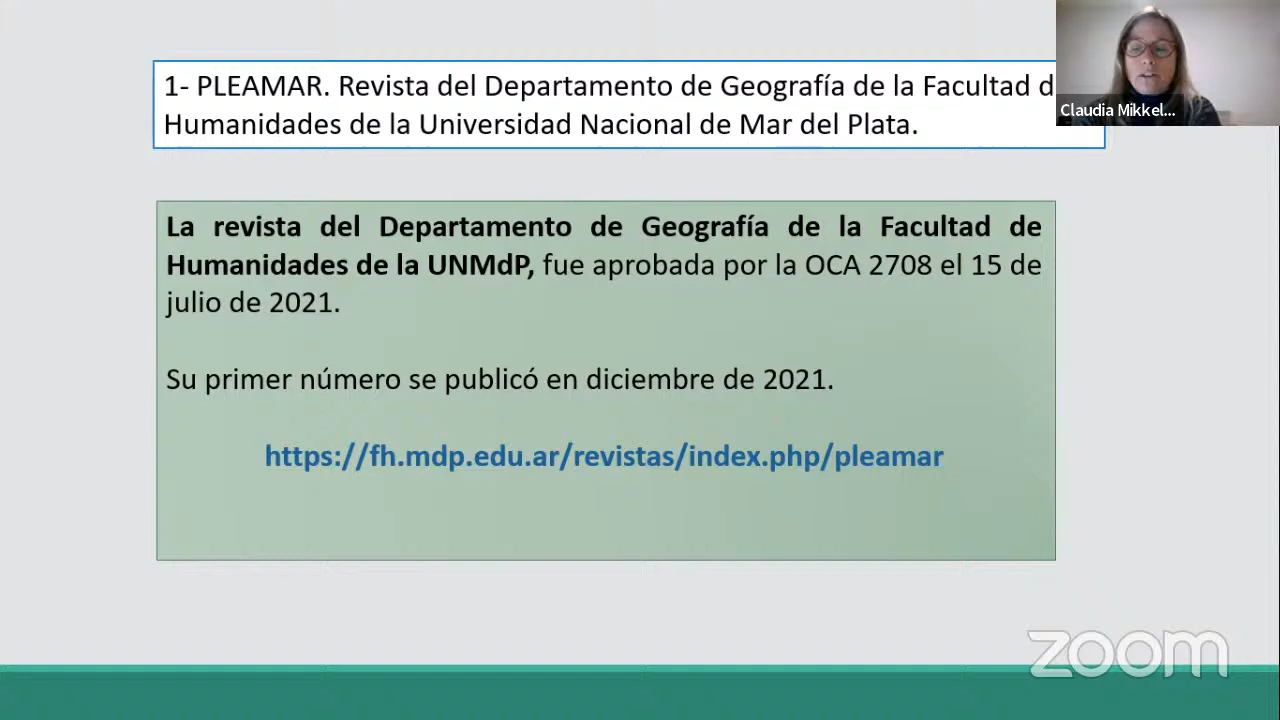 1- PLEAMAR. Revista del Departamento de Geografía de la Facultad d
Humanidades de la Universidad Nacional de Mar del Plata.
Claudia Mikkel...
La revista del Departamento de Geografía de la Facultad de
Humanidades de la UNMdP, fue aprobada por la OCA 2708 el 15 de
julio de 2021.
Su primer número se publicó en diciembre de 2021.
https://fh.mdp.edu.ar/revistas/index.php/pleamar
zoom